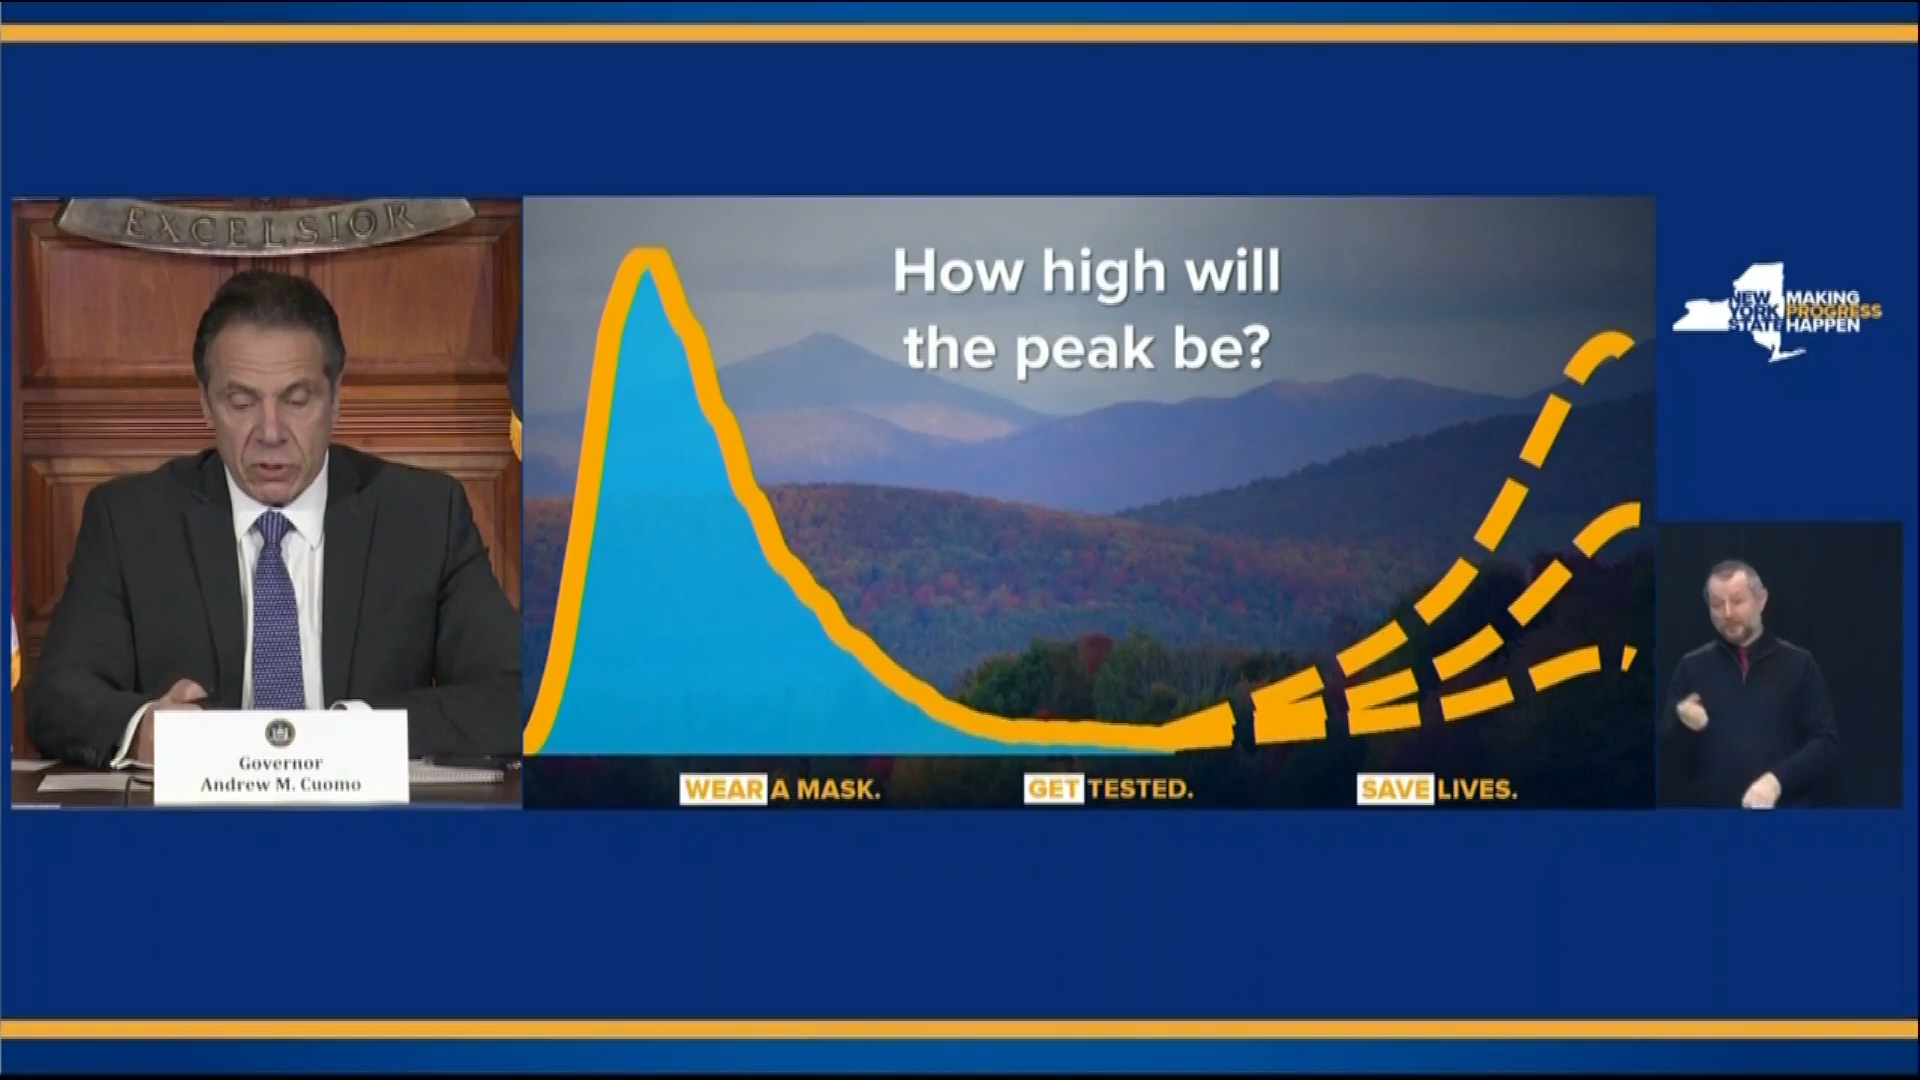 EXCELSIOR
Governor
Andrew M. Cuomo
How high will
the peak be?
WEAR A MASK.
GET TESTED.
SAVE LIVES.
NEW
YORK
STATE
MAKING
PROGRESS
HAPPEN